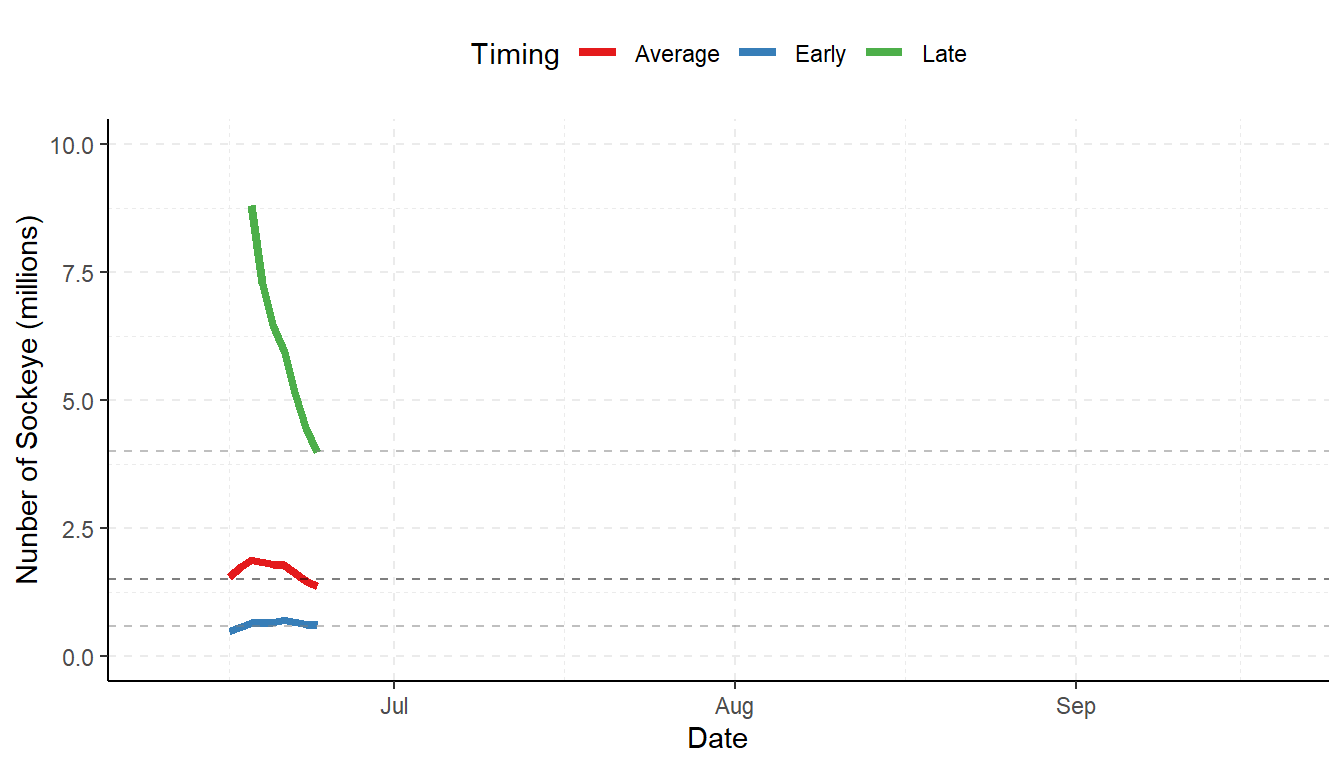 Timing Average Early Late
10.0
7.5
5.0
2.5
0.0
Nunber of Sockeye (millions)
Jul Aug Sep
Date